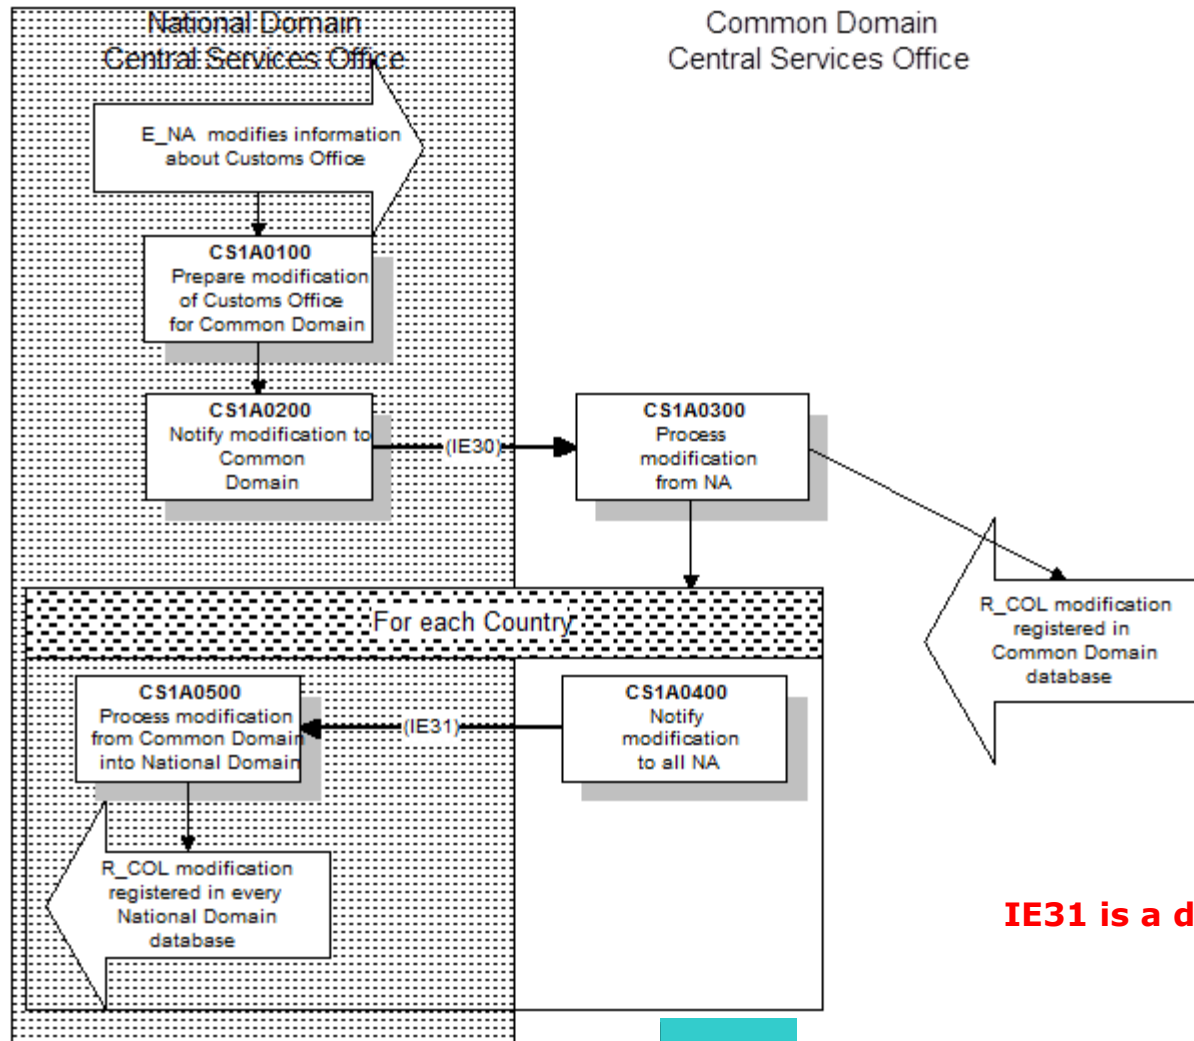 National Domain
Central Services Office
Common Domain
Central Services Office
E_NA modifies information
about Customs Office
CS1A0100
Prepare modification
of Customs Office
for Common Domain
CS1A0200
Notify modification to
Common
Domain
(IE30)
CS1A0300
Process
modification
from NA
R_COL modification
registered in
Common Domain
database
For each Country
CS1A0500
Process modification
from Common Domain
into National Domain
(IE31)
CS1A0400
Notify
modification
to all NA
R_COL modification
registered in every
National Domain
database
IE31 is a d